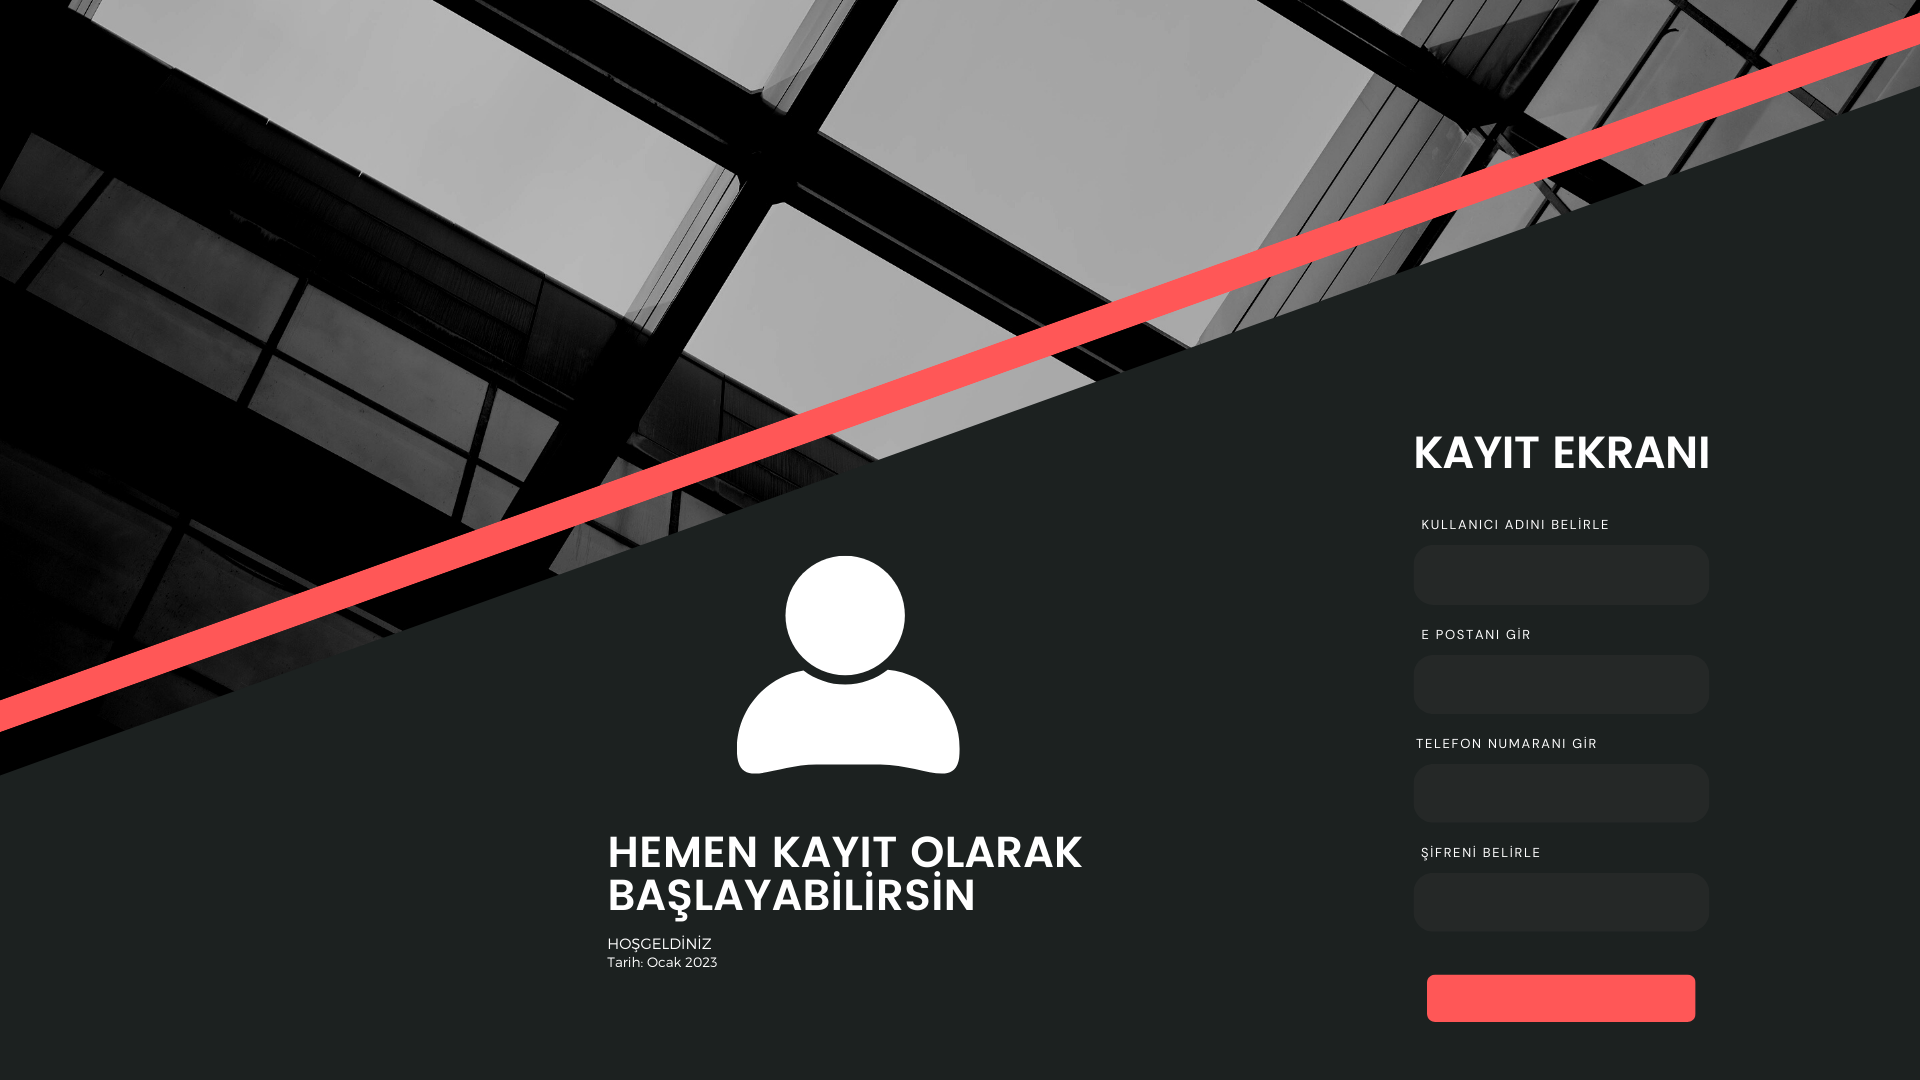 KAYIT EKRANI
KULLANICI ADINI BELİRLE
E POSTANI GİR
TELEFON NUMARANI GİR
ŞİFRENİ BELİRLE
HEMEN KAYIT OLARAK
BAŞLAYABİLİRSİN
HOŞGELDİNİZ
Tarih: Ocak 2023